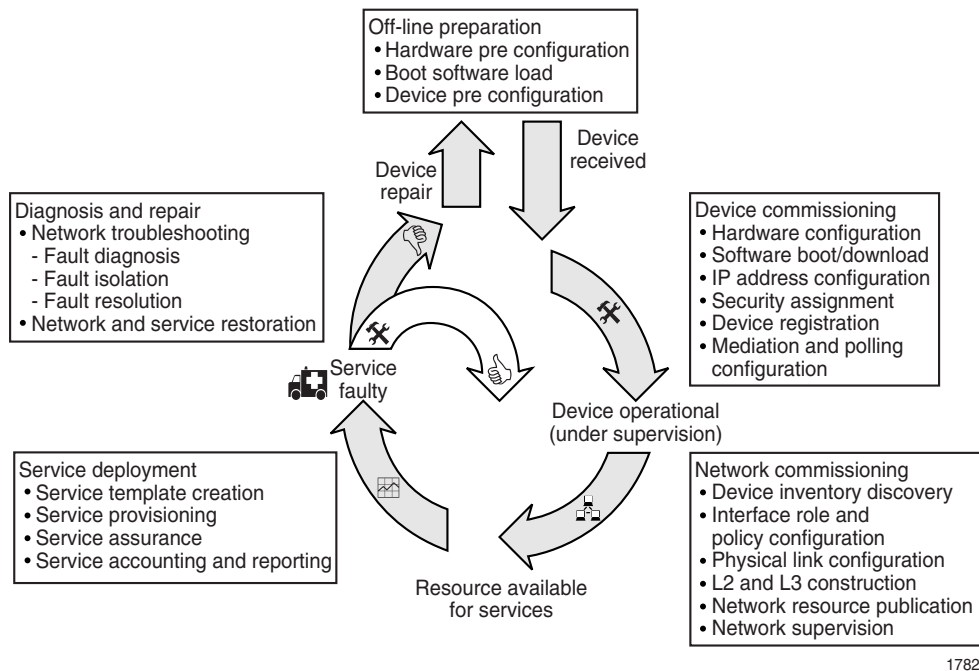 Off-line preparation
• Hardware pre configuration
• Boot software load
• Device pre configuration
Device
received
Device
repair
Diagnosis and repair
• Network troubleshooting
- Fault diagnosis
- Fault isolation
- Fault resolution
• Network and service restoration
Device commissioning
• Hardware configuration
• Software boot/download
• IP address configuration
• Security assignment
• Device registration
• Mediation and polling
configuration
Service
faulty
Device operational
(under supervision)
Service deployment
• Service template creation
• Service provisioning
• Service assurance
• Service accounting and reporting
Network commissioning
• Device inventory discovery
• Interface role and
policy configuration
• Physical link configuration
• L2 and L3 construction
• Network resource publication
• Network supervision
Resource available
for services
17820